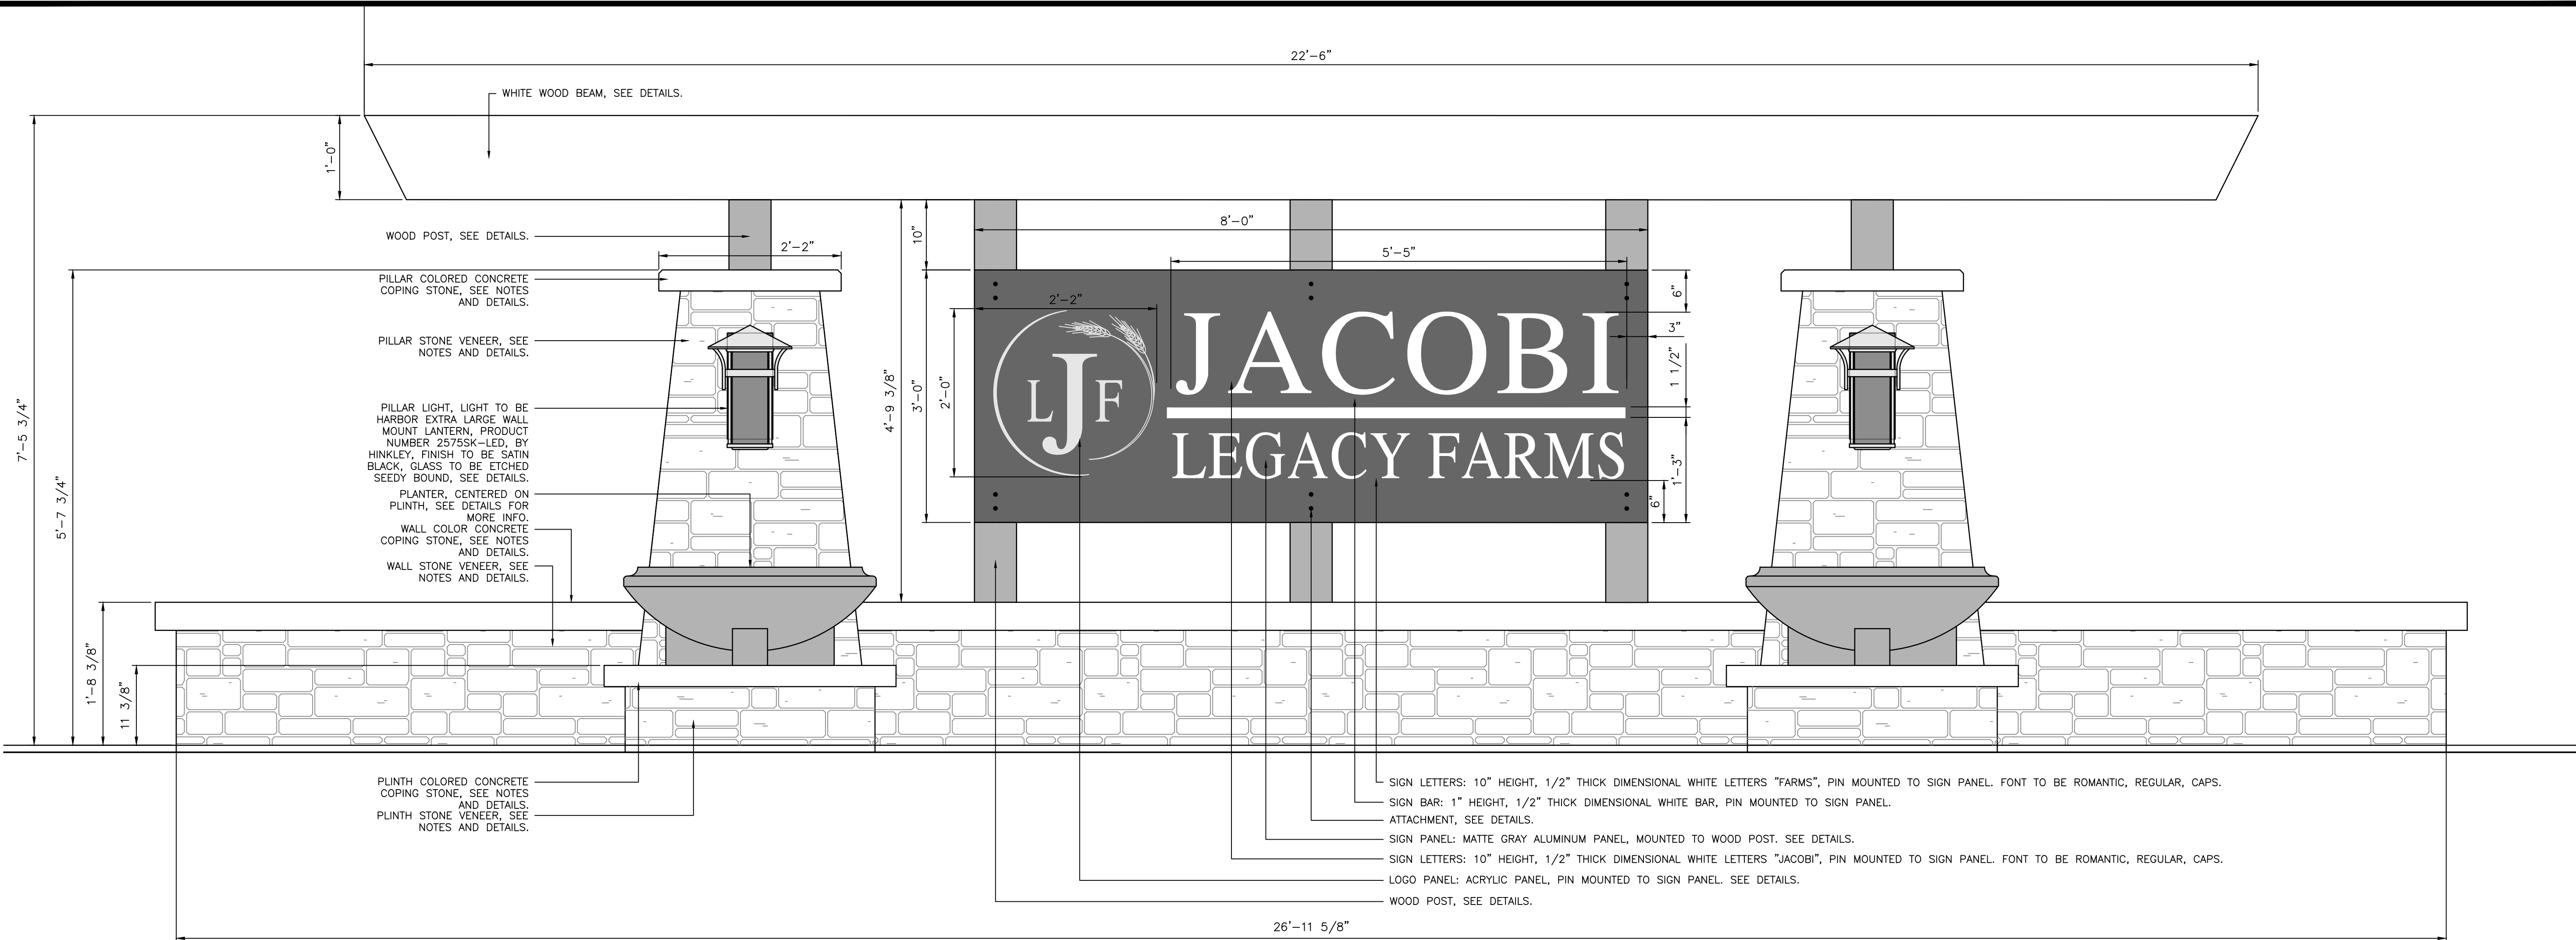 22'-6"
WHITE WOOD BEAM, SEE DETAILS.
1'-0"
7'-5 3/4"
WOOD POST, SEE DETAILS.
2'-2"
10"
8'-0"
5'-5"
PILLAR COLORED CONCRETE
COPING STONE, SEE NOTES
AND DETAILS.
PILLAR STONE VENEER, SEE
NOTES AND DETAILS.
PILLAR LIGHT, LIGHT TO BE
HARBOR EXTRA LARGE WALL
MOUNT LANTERN, PRODUCT
NUMBER 2575SK-LED, BY
HINKLEY, FINISH TO BE SATIN
BLACK, GLASS TO BE ETCHED
SEEDY BOUND, SEE DETAILS.
PLANTER, CENTERED ON
PLINTH, SEE DETAILS FOR
MORE INFO.
WALL COLOR CONCRETE
COPING STONE, SEE NOTES
AND DETAILS.
WALL STONE VENEER, SEE
NOTES AND DETAILS.
5'-7 3/4"
1'-8 3/8"
11 3/8"
4'-9 3/8"
3'-0"
2'-0"
2'-2"
LJF
JACOBI
LEGACY FARMS
6"
3"
1 1/2"
1'-3"
6"
PLINTH COLORED CONCRETE
COPING STONE, SEE NOTES
AND DETAILS.
PLINTH STONE VENEER, SEE
NOTES AND DETAILS.
SIGN LETTERS: 10" HEIGHT, 1/2" THICK DIMENSIONAL WHITE LETTERS "FARMS", PIN MOUNTED TO SIGN PANEL. FONT TO BE ROMANTIC, REGULAR, CAPS.
SIGN BAR: 1" HEIGHT, 1/2" THICK DIMENSIONAL WHITE BAR, PIN MOUNTED TO SIGN PANEL.
ATTACHMENT, SEE DETAILS.
SIGN PANEL: MATTE GRAY ALUMINUM PANEL, MOUNTED TO WOOD POST. SEE DETAILS.
SIGN LETTERS: 10" HEIGHT, 1/2" THICK DIMENSIONAL WHITE LETTERS "JACOBI", PIN MOUNTED TO SIGN PANEL. FONT TO BE ROMANTIC, REGULAR, CAPS.
LOGO PANEL: ACRYLIC PANEL, PIN MOUNTED TO SIGN PANEL. SEE DETAILS.
WOOD POST, SEE DETAILS.
26'-11 5/8"